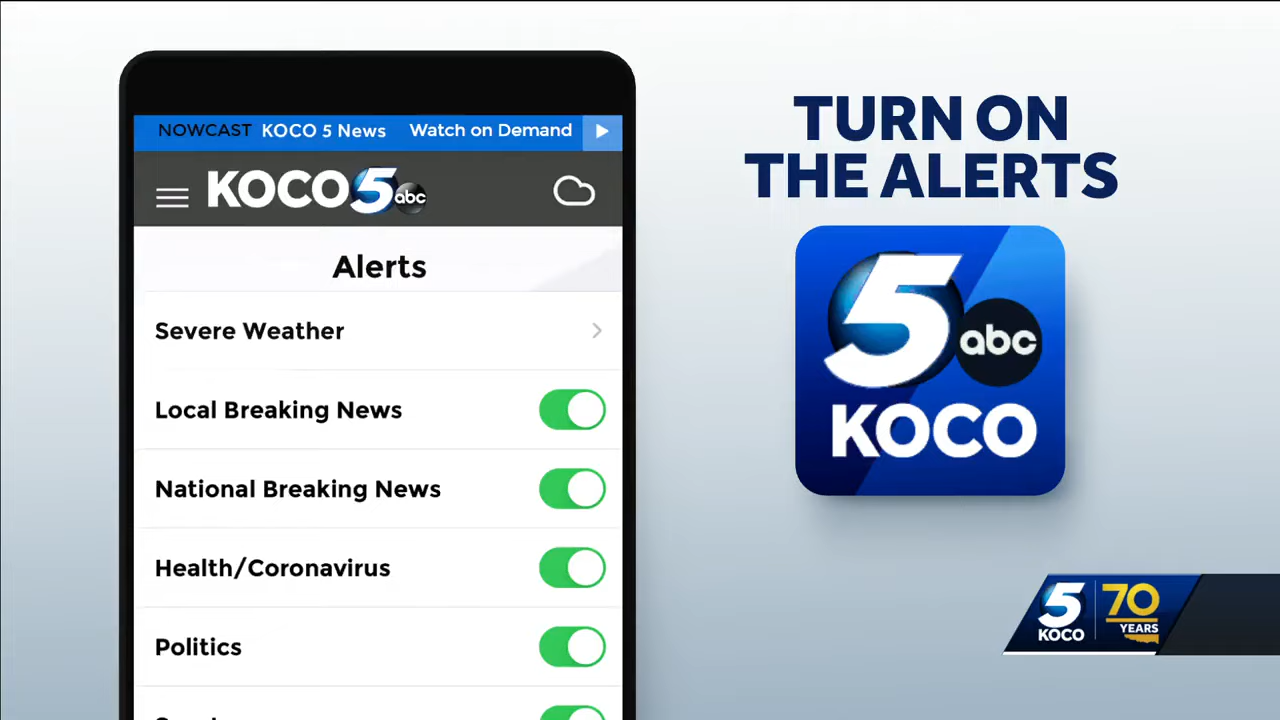 NOWCAST KOCO 5 News Watch on Demand
KOCO 5 abc
Alerts
Severe Weather
Local Breaking News
National Breaking News
Health/Coronavirus
Politics
TURN ON
THE ALERTS
5 abc
KOCO
5 70
KOCO YEARS